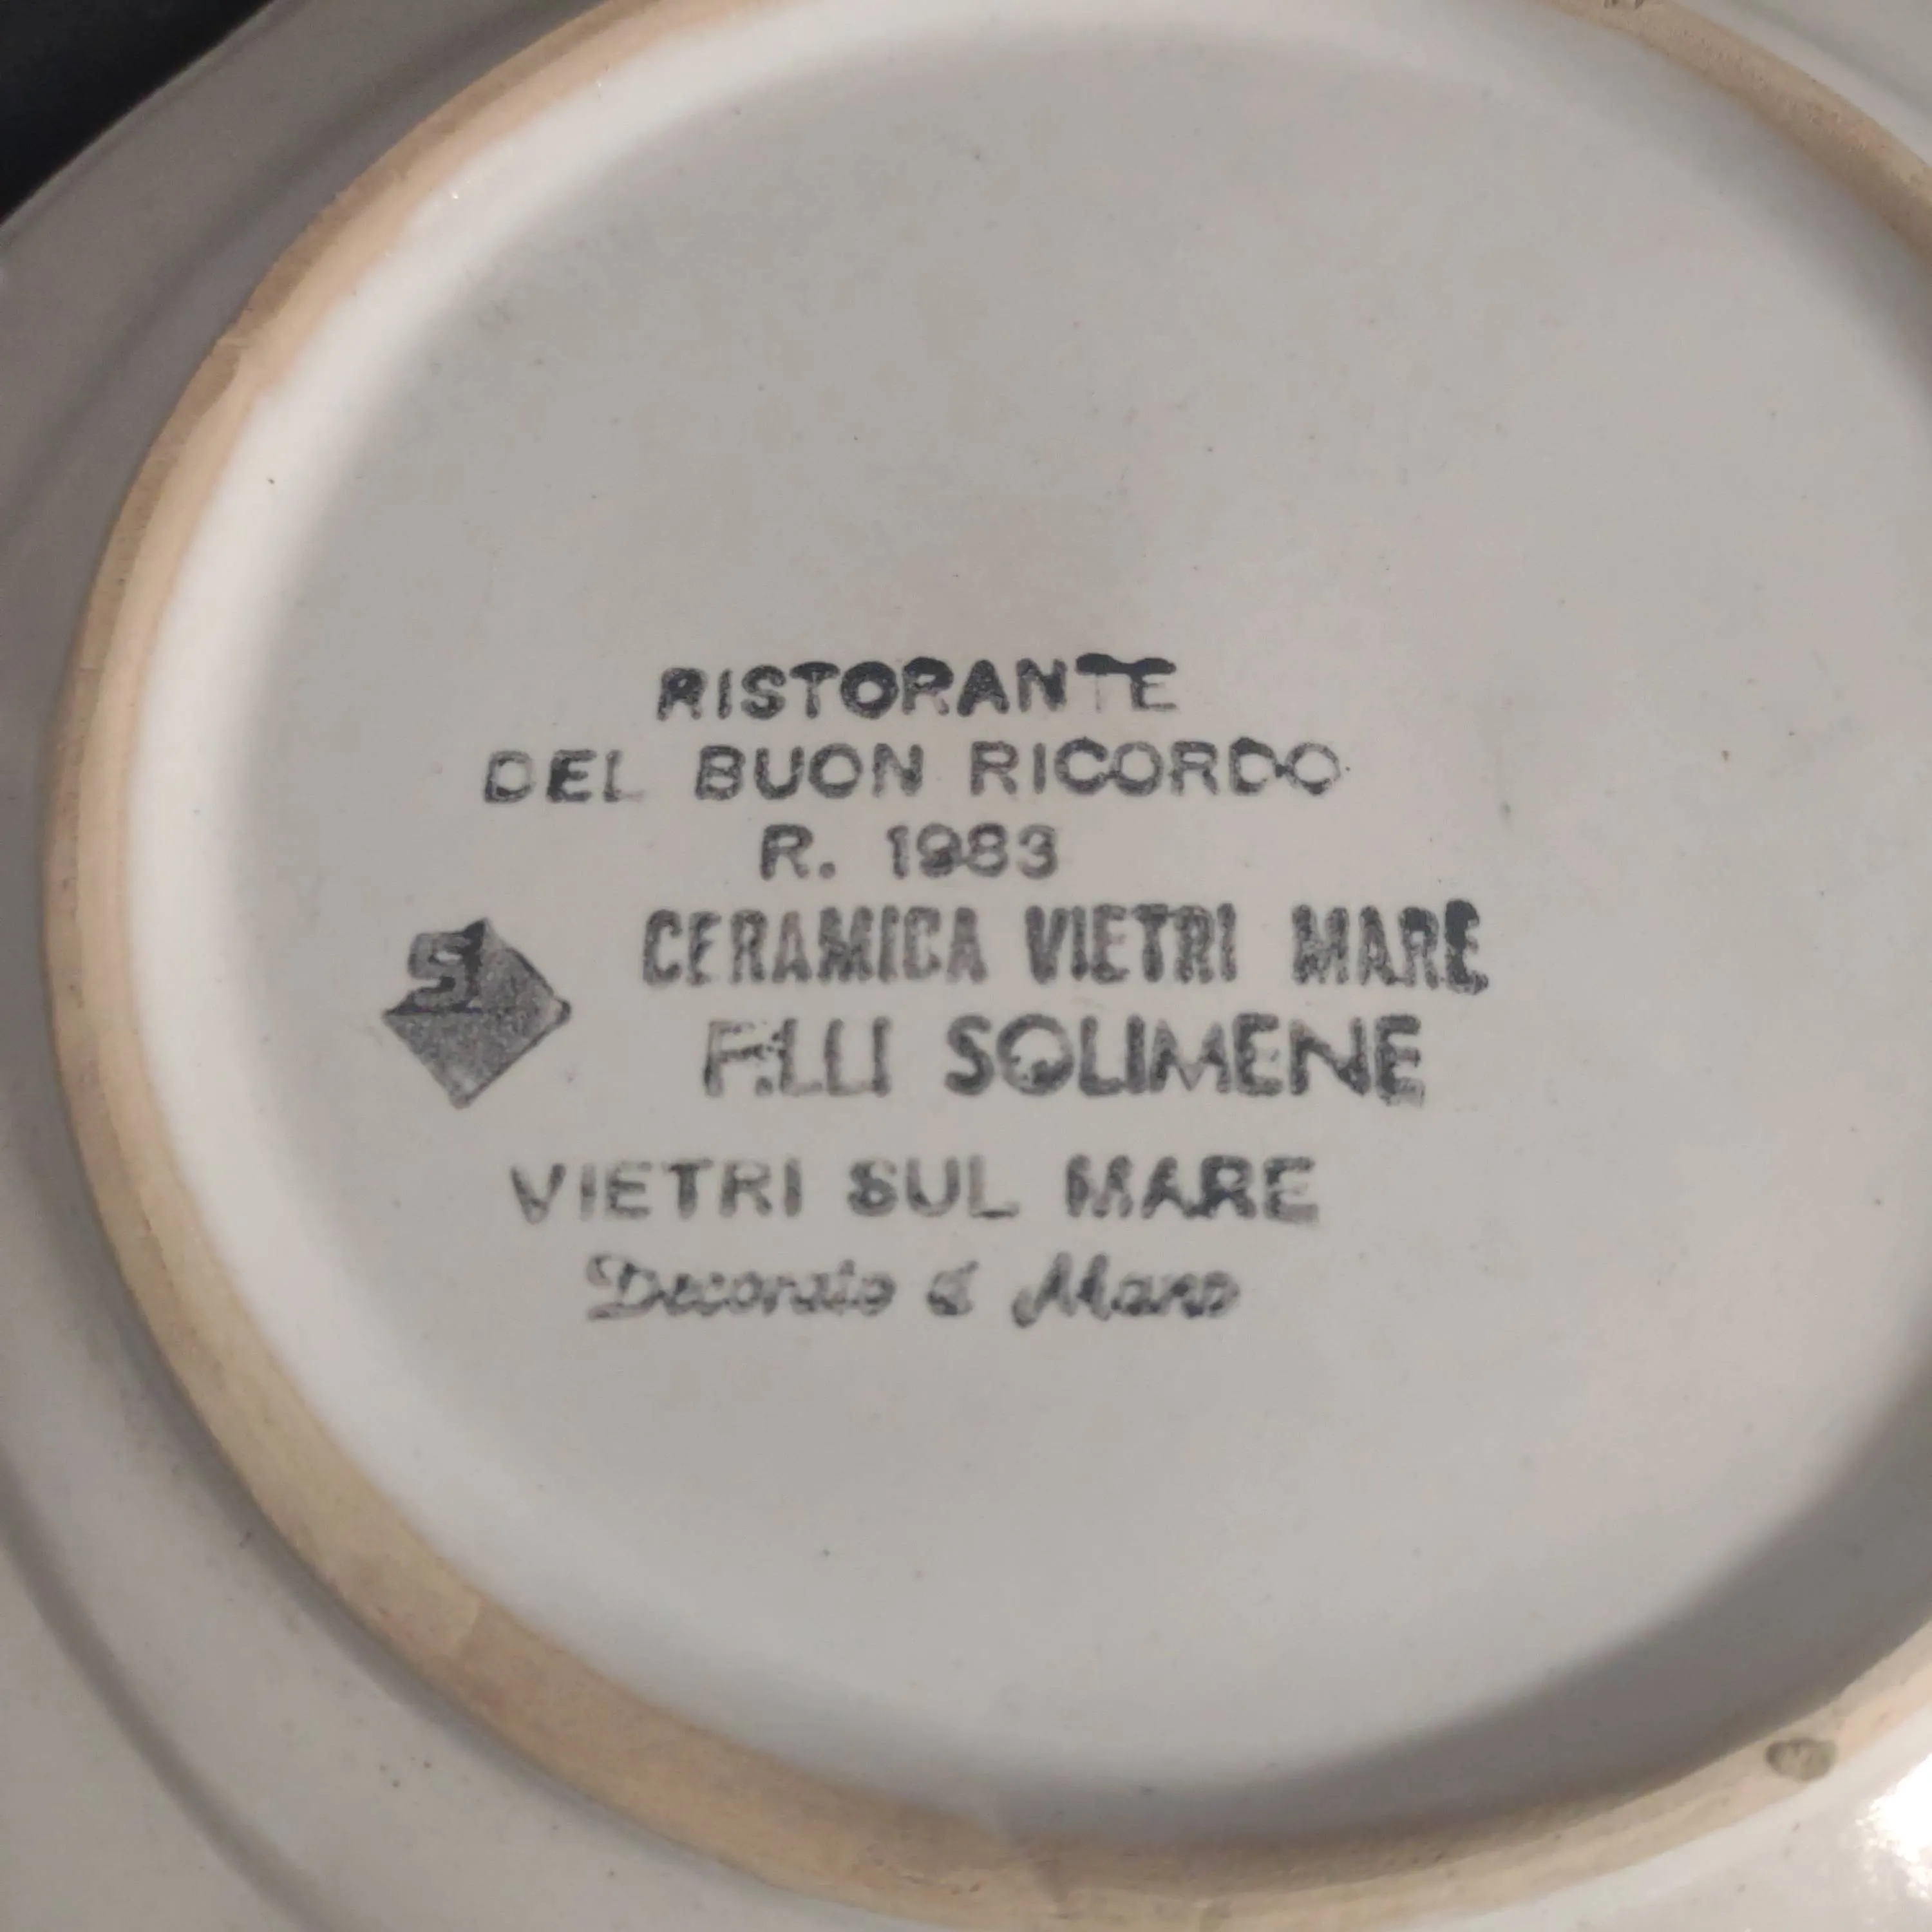 RISTORANTE
DEL BUON RICORDO
R. 1983
S
CERAMICA VIETRI MARE
F.LLI SOLIMENE
VIETRI SUL MARE
Decorato a Mano